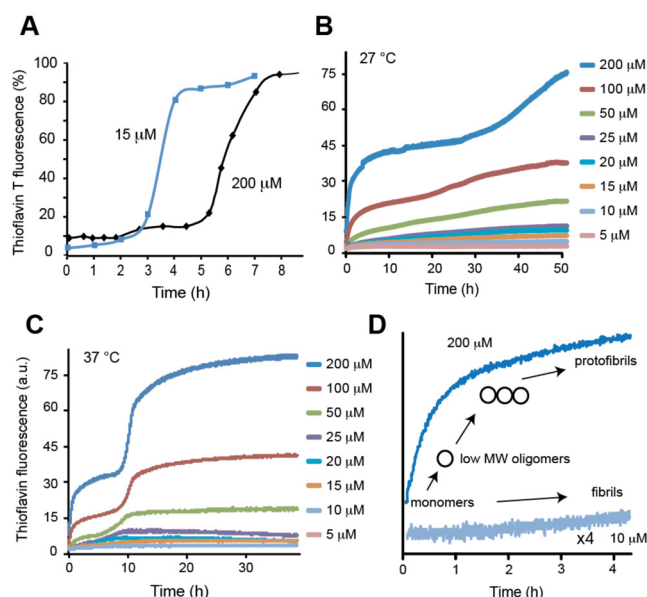 A
Thioflavin T fluorescence (%)
100
80
60
40
20
0
15 µM
200 µM
0 1 2 3 4 5 6 7 8
Time (h)
B
27 °C
75
60
45
30
15
0
200 µM
100 µM
50 µM
25 µM
20 µM
15 µM
10 µM
5 µM
0 10 20 30 40 50
Time (h)
C
Thioflavin fluorescence (a.u.)
37 °C
75
60
45
30
15
0
200 µM
100 µM
50 µM
25 µM
20 µM
15 µM
10 µM
5 µM
0 10 20 30
Time (h)
D
200 µM
protofibrils
low MW oligomers
monomers
fibrils
x4 10 µM
0 1 2 3 4
Time (h)